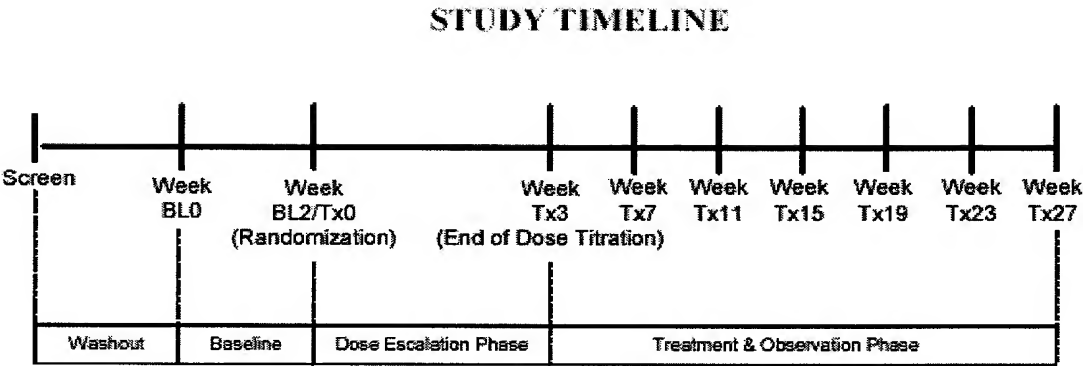 STUDY TIMELINE
Screen
Week BL0
Week BL2/Tx0 (Randomization)
Week Tx3 (End of Dose Titration)
Week Tx7
Week Tx11
Week Tx15
Week Tx19
Week Tx23
Week Tx27
Washout
Baseline
Dose Escalation Phase
Treatment & Observation Phase